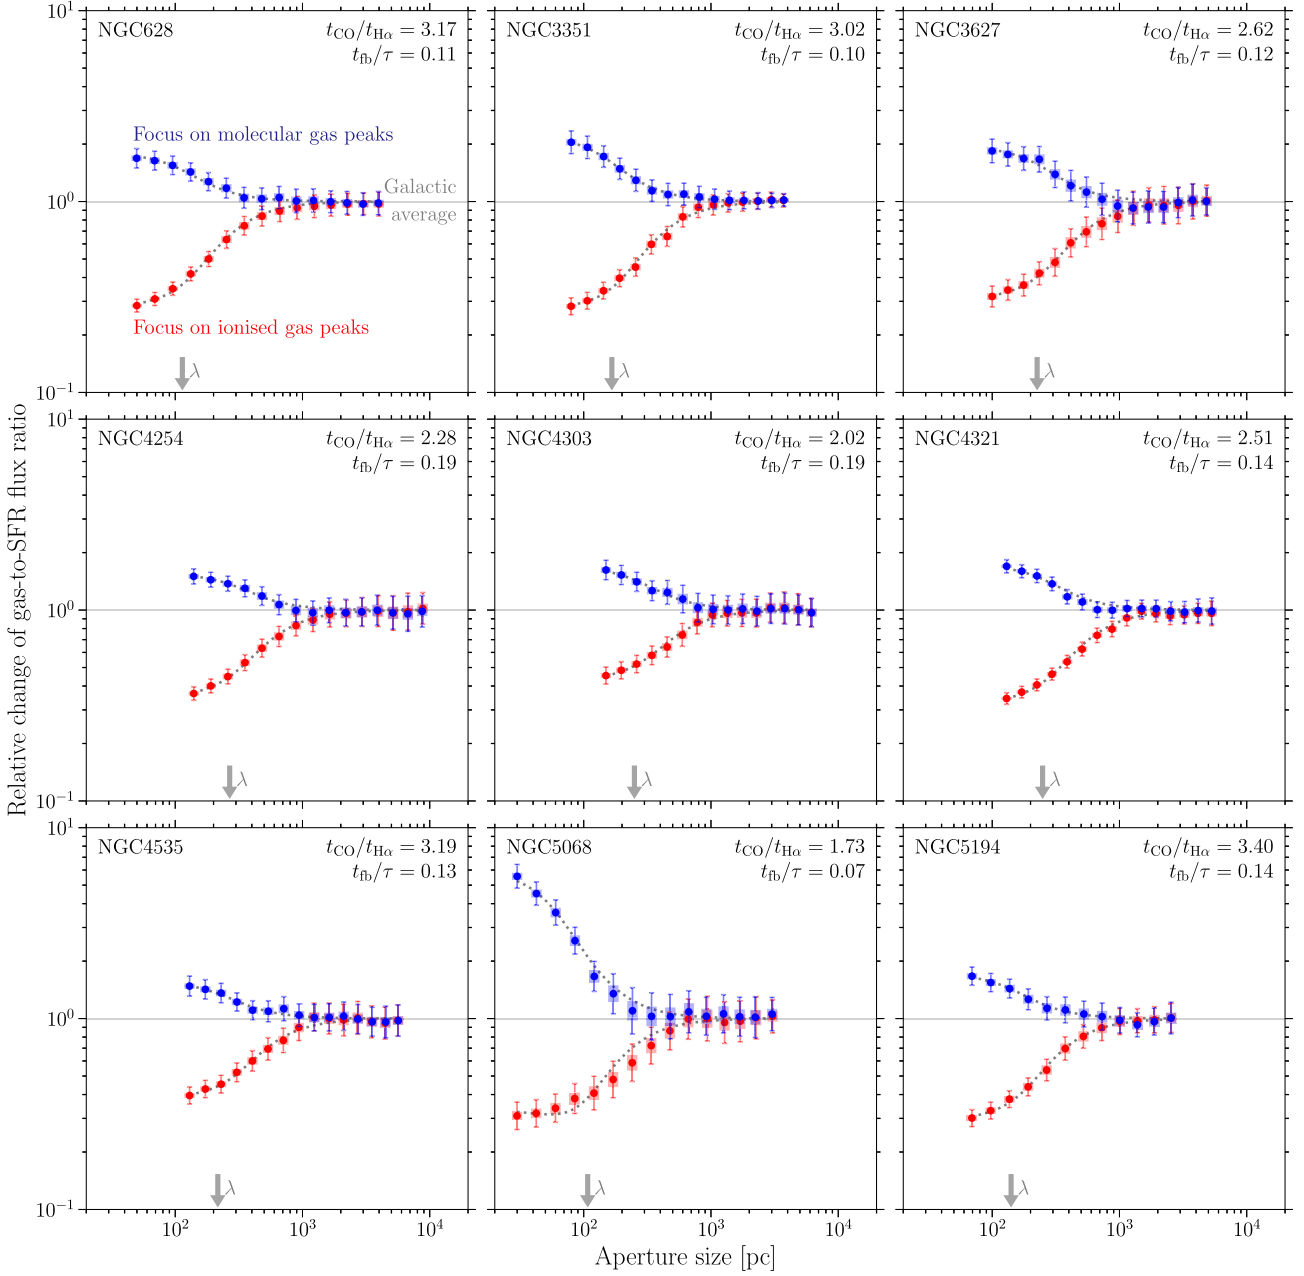 NGC628
t_CO/t_Hα = 3.17
t_fb/τ = 0.11
Focus on molecular gas peaks
Galactic
average
Focus on ionised gas peaks
λ
NGC3351
t_CO/t_Hα = 3.02
t_fb/τ = 0.10
λ
NGC3627
t_CO/t_Hα = 2.62
t_fb/τ = 0.12
λ
10^1
10^0
10^-1
NGC4254
t_CO/t_Hα = 2.28
t_fb/τ = 0.19
λ
NGC4303
t_CO/t_Hα = 2.02
t_fb/τ = 0.19
λ
NGC4321
t_CO/t_Hα = 2.51
t_fb/τ = 0.14
λ
10^1
10^0
10^-1
Relative change of gas-to-SFR flux ratio
NGC4535
t_CO/t_Hα = 3.19
t_fb/τ = 0.13
λ
NGC5068
t_CO/t_Hα = 1.73
t_fb/τ = 0.07
λ
NGC5194
t_CO/t_Hα = 3.40
t_fb/τ = 0.14
λ
10^1
10^0
10^-1
10^2 10^3 10^4
10^2 10^3 10^4
10^2 10^3 10^4
Aperture size [pc]